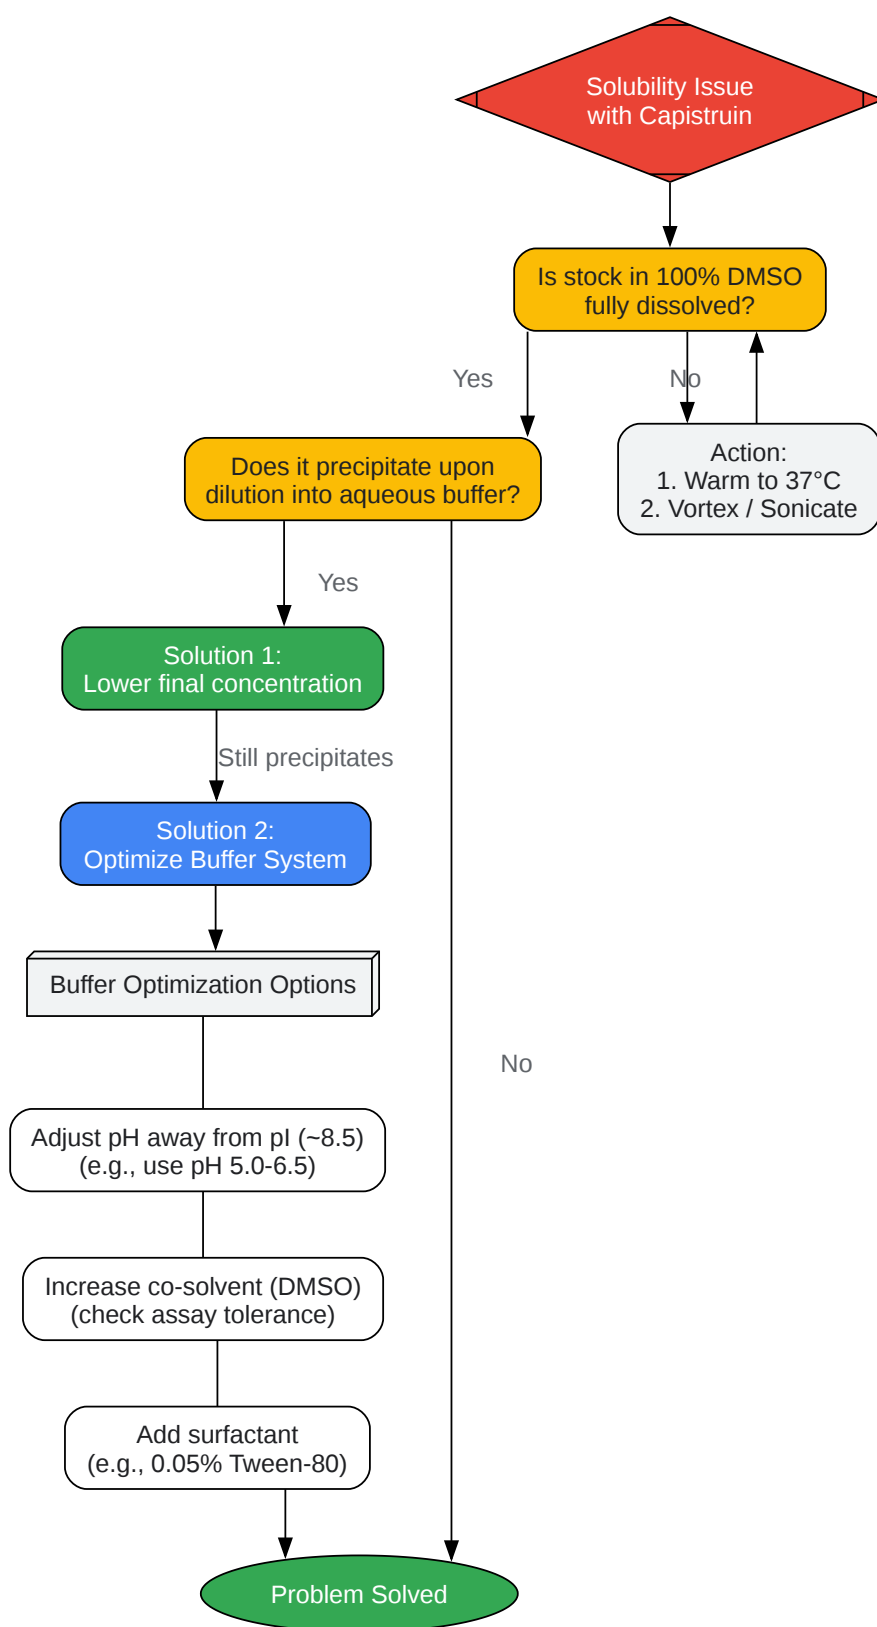 Solubility Issue
with Capistruin
Is stock in 100% DMSO
fully dissolved?
Yes
No
Action:
1. Warm to 37°C
2. Vortex / Sonicate
Does it precipitate upon
dilution into aqueous buffer?
Yes
Solution 1:
Lower final concentration
Still precipitates
Solution 2:
Optimize Buffer System
Buffer Optimization Options
No
Adjust pH away from pI (~8.5)
(e.g., use pH 5.0-6.5)
Increase co-solvent (DMSO)
(check assay tolerance)
Add surfactant
(e.g., 0.05% Tween-80)
Problem Solved